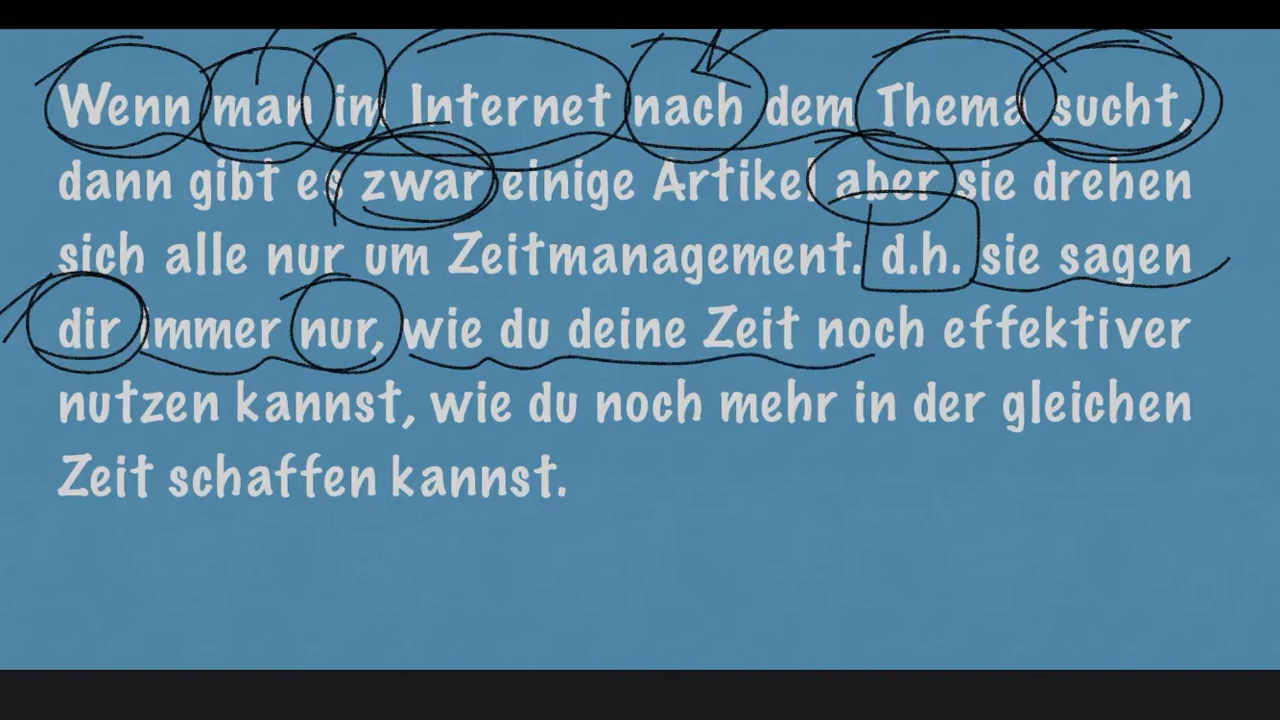 Wenn man im Internet nach dem Thema sucht,
dann gibt es zwar einige Artikel aber sie drehen
sich alle nur um Zeitmanagement. d.h. sie sagen
dir immer nur, wie du deine Zeit noch effektiver
nutzen kannst, wie du noch mehr in der gleichen
Zeit schaffen kannst.